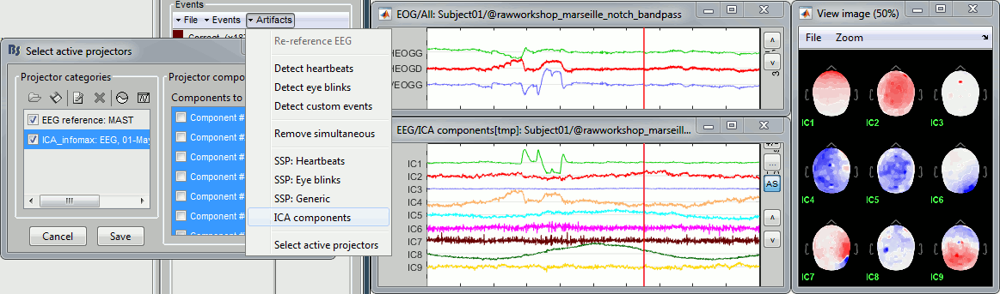 Events
File Events Artifacts
Select active projectors
Projector categories
EEG reference: MAST
ICA_infomax: EEG, 01-May
Cancel Save
Projector compo
Components to
Component #
Component #
Component #
Component #
Component #
Component #
Component #
Re-reference EEG
Detect heartbeats
Detect eye blinks
Detect custom events
Remove simultaneous
SSP: Heartbeats
SSP: Eye blinks
SSP: Generic
ICA components
Select active projectors
EOG/All: Subject01/@rawworkshop_marseille_notch_bandpass
HEOGG
HEOGD
VEOGG
EEG/ICA components[tmp]: Subject01/@rawworkshop_marseill...
IC1
IC2
IC3
IC4
IC5
IC6
IC7
IC8
IC9
...
AS
View image (50%)
File Zoom
IC1 IC2 IC3
IC4 IC5 IC6
IC7 IC8 IC9